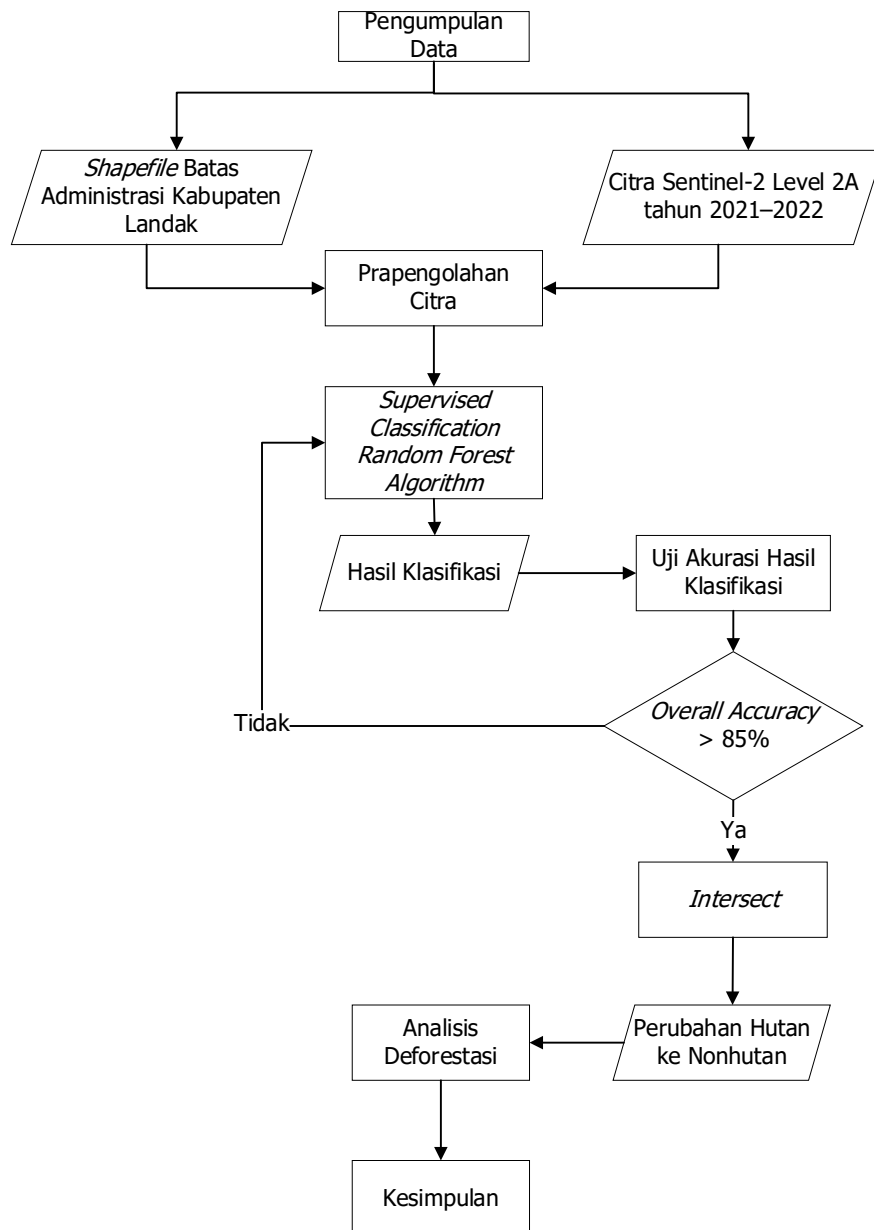 Pengumpulan
Data
Shapefile Batas
Administrasi Kabupaten
Landak
Citra Sentinel-2 Level 2A
tahun 2021–2022
Prapengolahan
Citra
Supervised
Classification
Random Forest
Algorithm
Hasil Klasifikasi
Uji Akurasi Hasil
Klasifikasi
Overall Accuracy
> 85%
Tidak
Ya
Intersect
Perubahan Hutan
ke Nonhutan
Analisis
Deforestasi
Kesimpulan